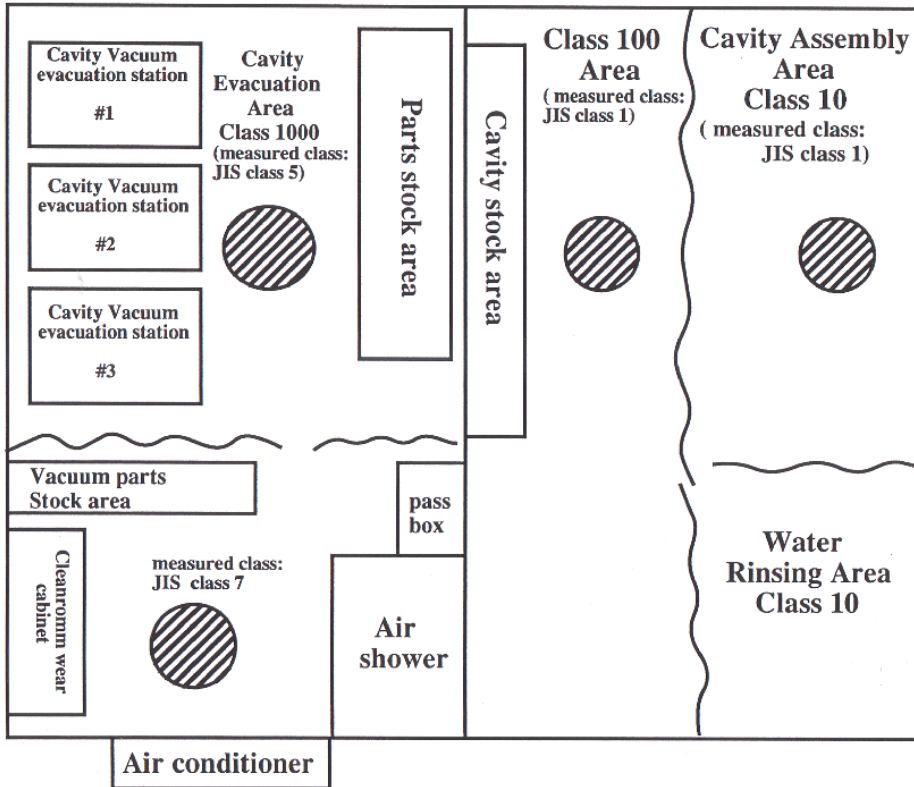 Cavity Vacuum
evacuation station
#1
Cavity Vacuum
evacuation station
#2
Cavity Vacuum
evacuation station
#3
Cavity
Evacuation
Area
Class 1000
(measured class:
JIS class 5)
Parts stock area
Cavity stock area
Class 100
Area
( measured class:
JIS class 1)
Cavity Assembly
Area
Class 10
( measured class:
JIS class 1)
Vacuum parts
Stock area
pass
box
Cleanromm wear
cabinet
measured class:
JIS class 7
Air
shower
Water
Rinsing Area
Class 10
Air conditioner